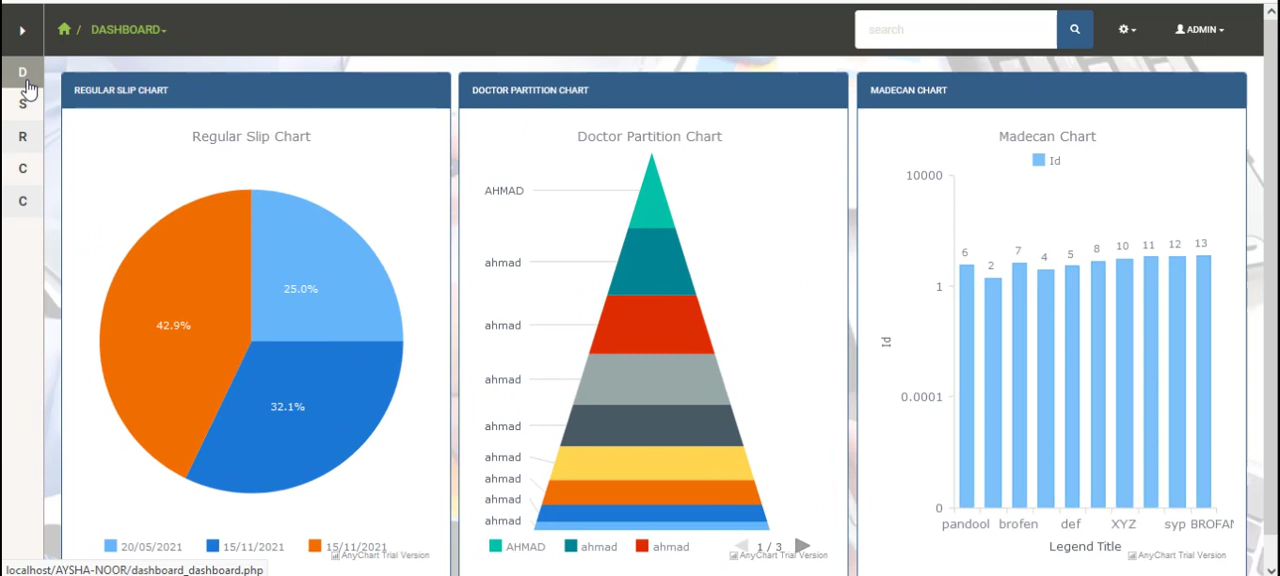 / DASHBOARD
search
ADMIN
D
S
R
C
C
REGULAR SLIP CHART
Regular Slip Chart
25.0%
42.9%
32.1%
20/05/2021
15/11/2021
15/11/2021
AnyChart Trial Version
DOCTOR PARTITION CHART
Doctor Partition Chart
AHMAD
ahmad
ahmad
ahmad
ahmad
ahmad
ahmad
ahmad
ahmad
AHMAD
ahmad
ahmad
1 / 3
AnyChart Trial Version
MADECAN CHART
Madecan Chart
Id
10000
1
0.0001
0
Id
6 2 7 4 5 8 10 11 12 13
pandool brofen def XYZ syp BROFAN
Legend Title
AnyChart Trial Version
localhost/AYSHA-NOOR/dashboard_dashboard.php